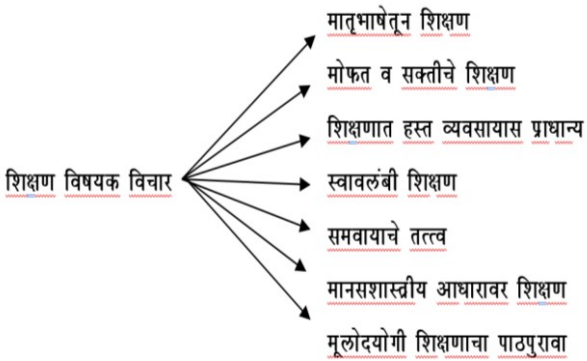 मातृभाषेतून शिक्षण
मोफत व सक्तीचे शिक्षण
शिक्षणात हस्त व्यवसायास प्राधान्य
शिक्षण विषयक विचार
स्वावलंबी शिक्षण
समवायाचे तत्त्व
मानसशास्त्रीय आधारावर शिक्षण
मूलोदयोगी शिक्षणाचा पाठपुरावा